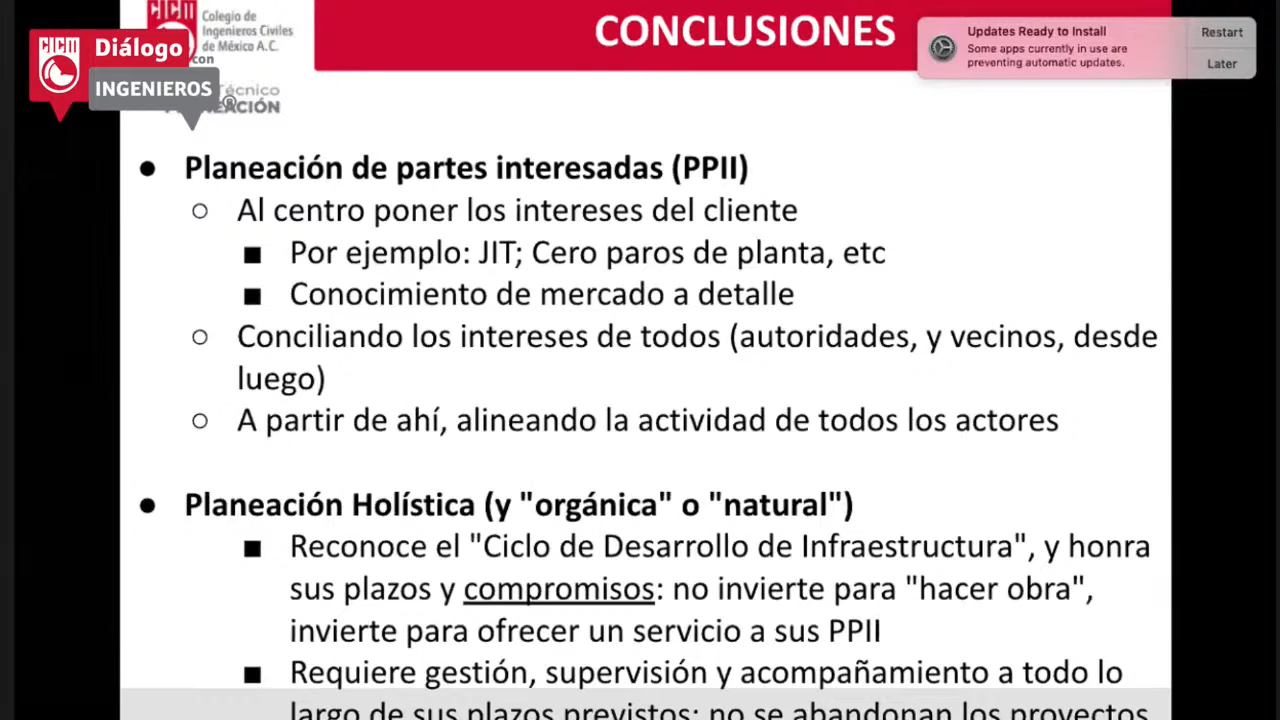 CICM
Colegio de
Ingenieros Civiles
de México A.C.
con
CICM
Diálogo
INGENIEROS
Técnico
EACIÓN
CONCLUSIONES
Updates Ready to Install
Some apps currently in use are
preventing automatic updates.
Restart
Later
● Planeación de partes interesadas (PPII)
○ Al centro poner los intereses del cliente
■ Por ejemplo: JIT; Cero paros de planta, etc
■ Conocimiento de mercado a detalle
○ Conciliando los intereses de todos (autoridades, y vecinos, desde
luego)
○ A partir de ahí, alineando la actividad de todos los actores
● Planeación Holística (y "orgánica" o "natural")
■ Reconoce el "Ciclo de Desarrollo de Infraestructura", y honra
sus plazos y compromisos: no invierte para "hacer obra",
invierte para ofrecer un servicio a sus PPII
■ Requiere gestión, supervisión y acompañamiento a todo lo
largo de sus plazos previstos: no se abandonan los proyectos